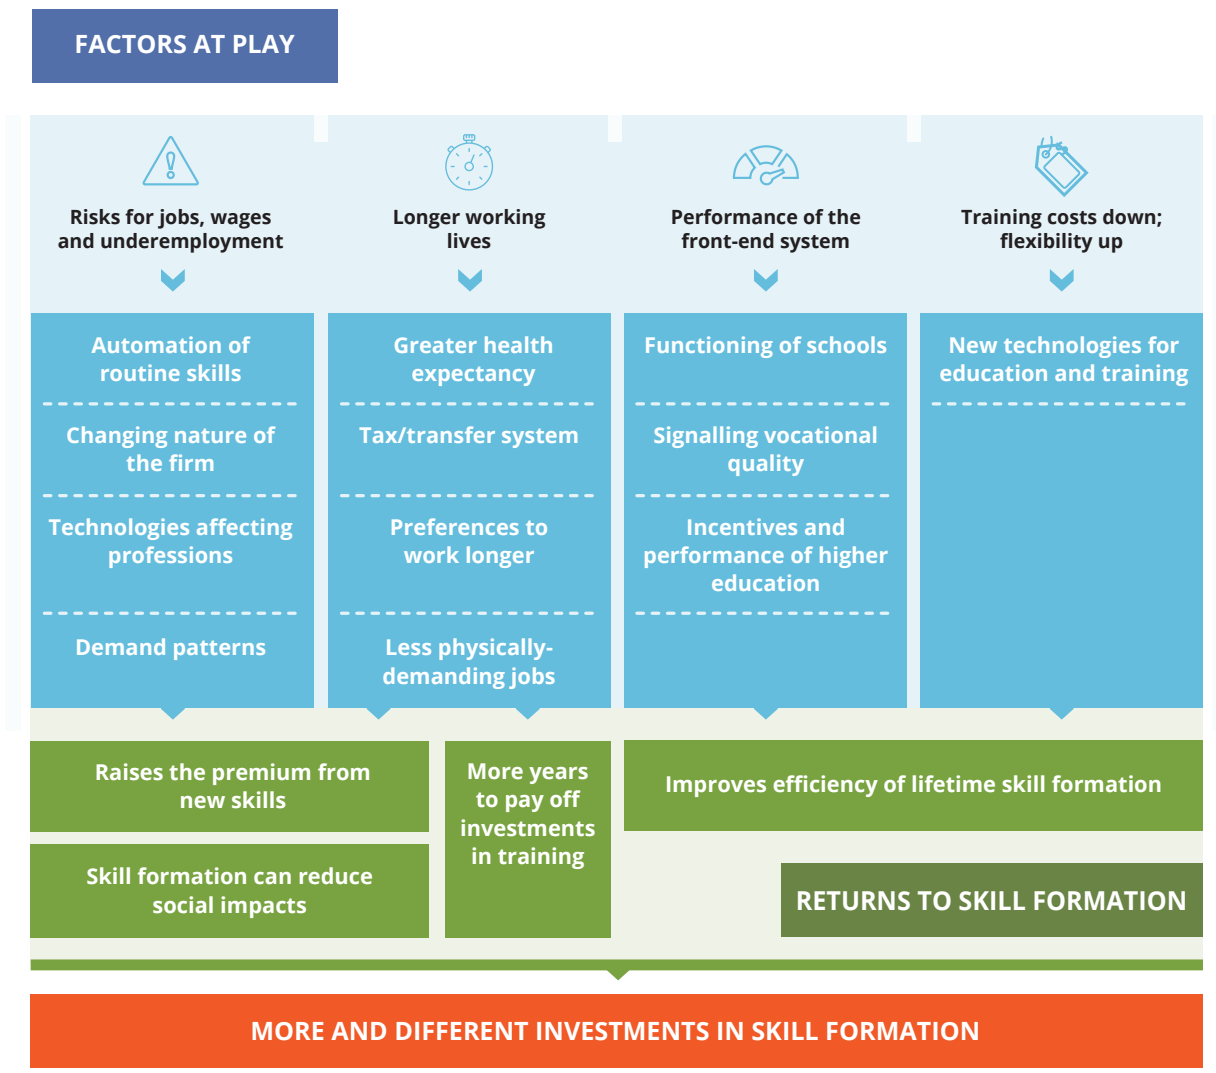 FACTORS AT PLAY
Risks for jobs, wages
and underemployment
Automation of
routine skills
Changing nature of
the firm
Technologies affecting
professions
Demand patterns
Longer working
lives
Greater health
expectancy
Tax/transfer system
Preferences to
work longer
Less physically-
demanding jobs
Performance of the
front-end system
Functioning of schools
Signalling vocational
quality
Incentives and
performance of higher
education
Training costs down;
flexibility up
New technologies for
education and training
Raises the premium from
new skills
Skill formation can reduce
social impacts
More years
to pay off
investments
in training
Improves efficiency of lifetime skill formation
RETURNS TO SKILL FORMATION
MORE AND DIFFERENT INVESTMENTS IN SKILL FORMATION